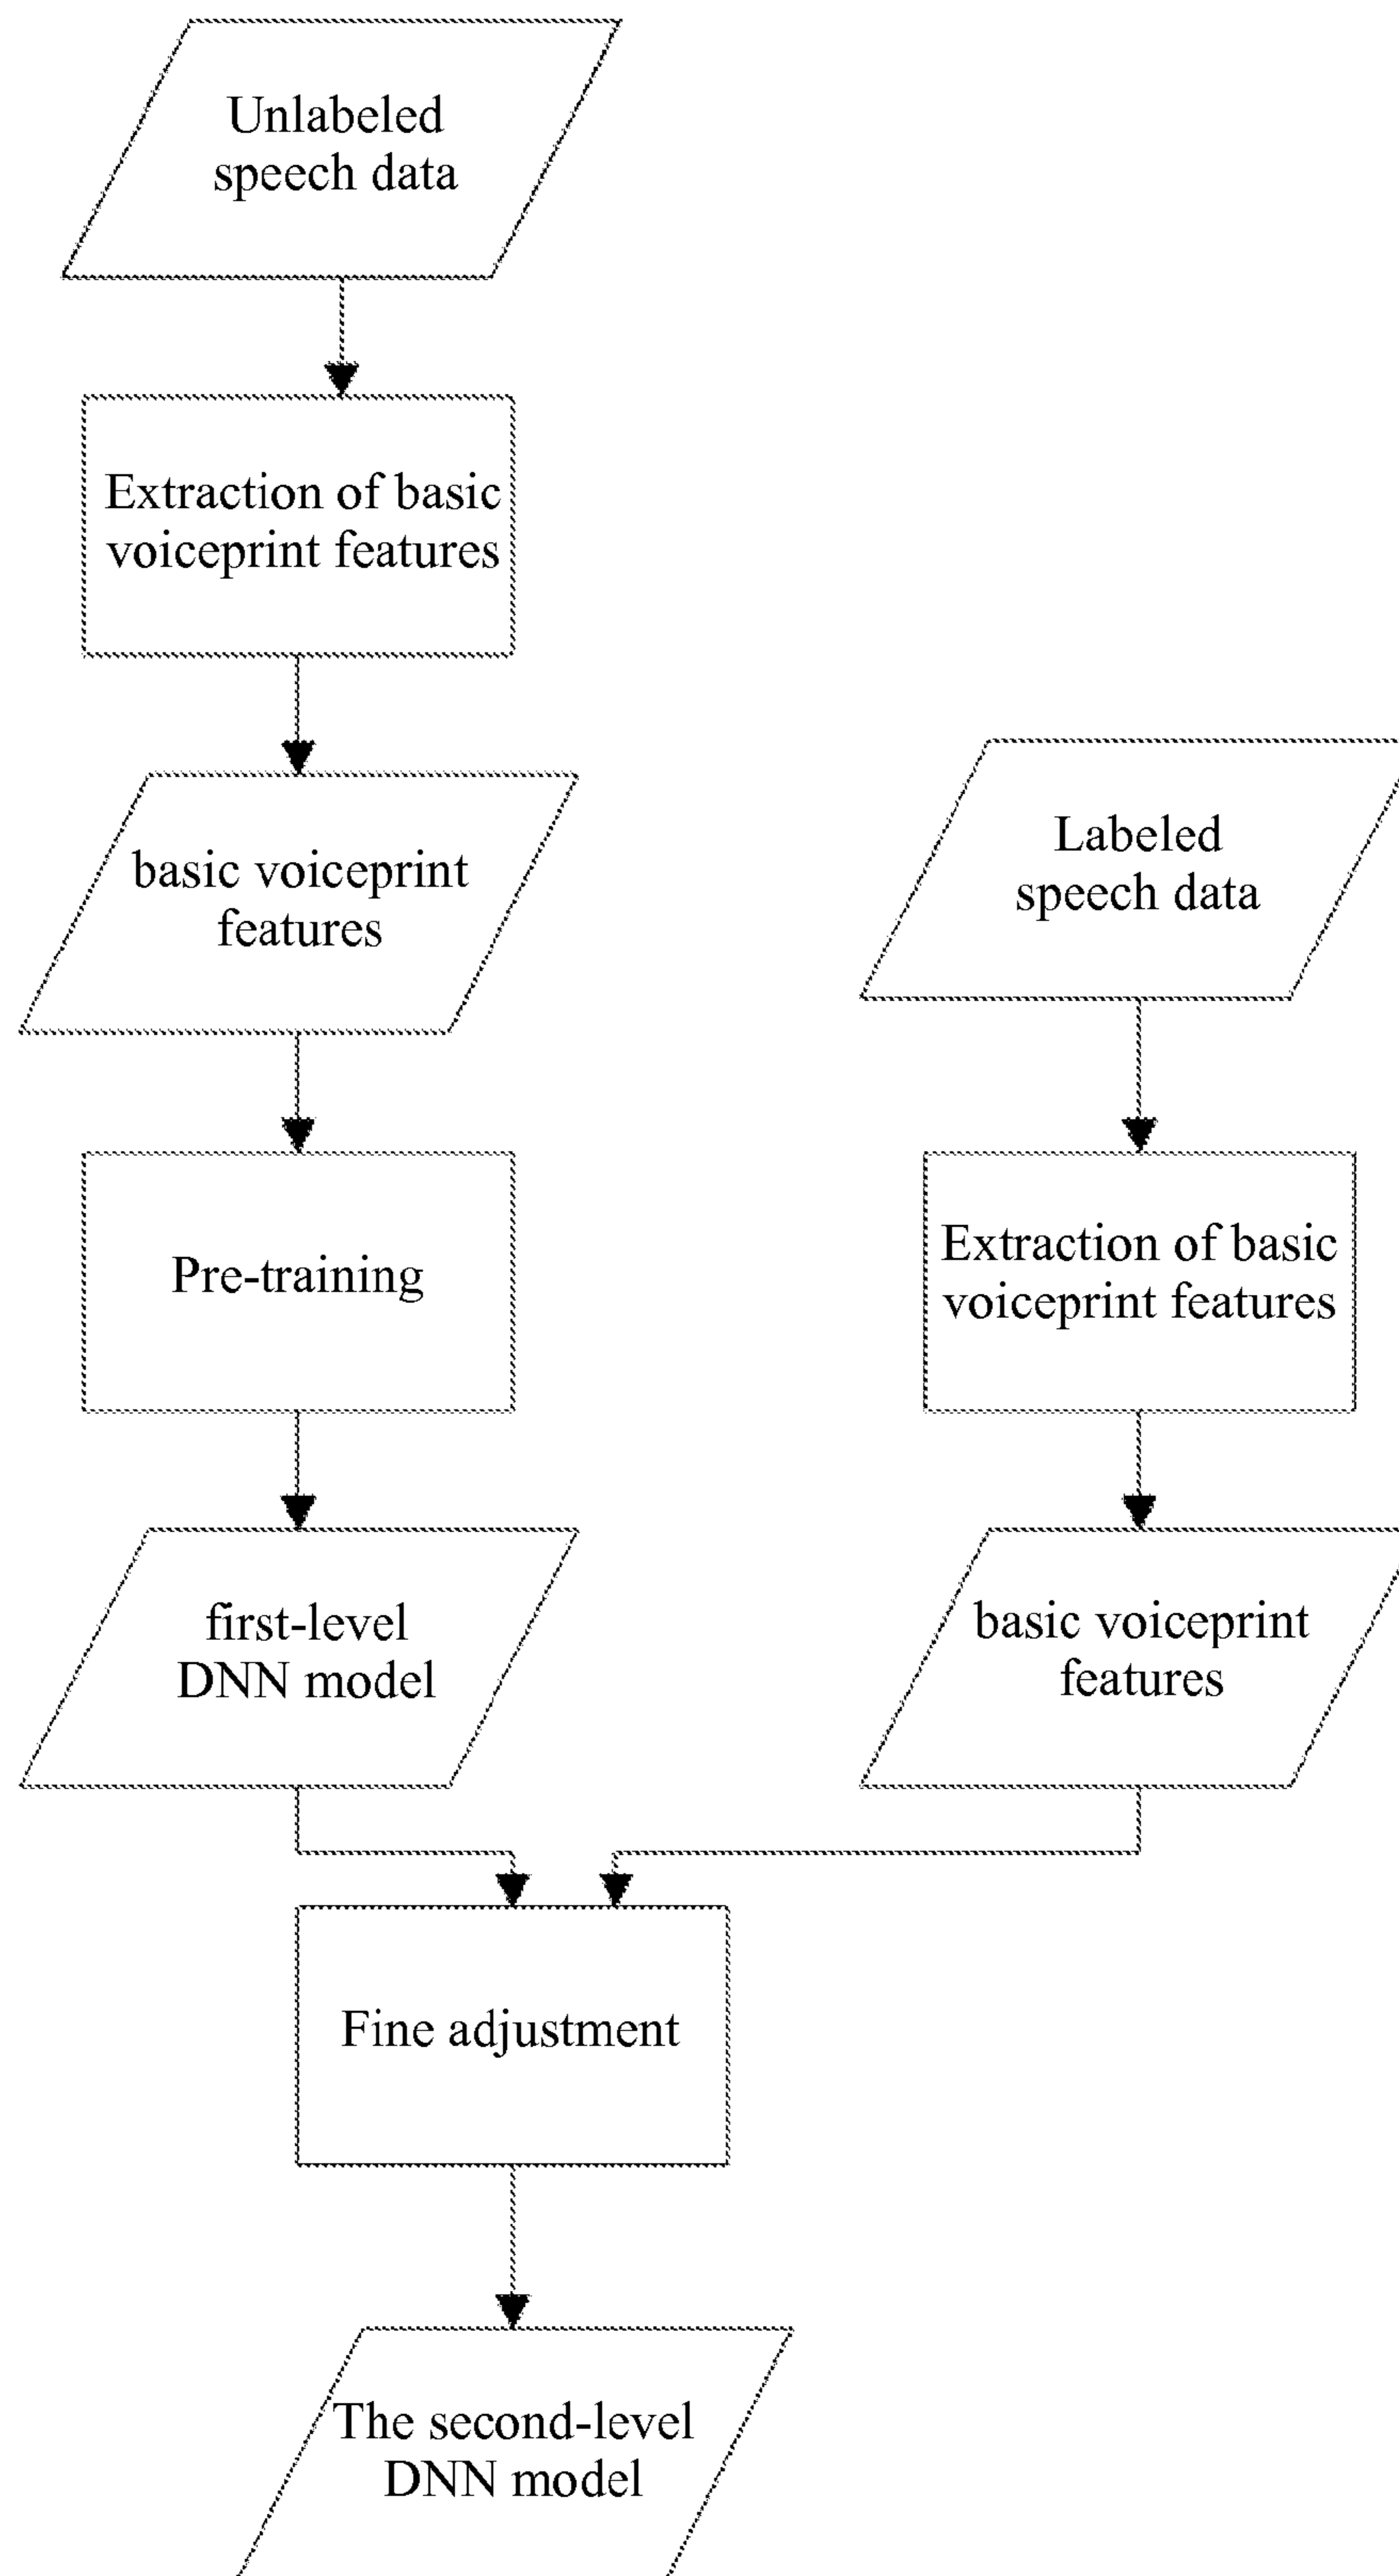 Unlabeled
speech data
Extraction of basic
voiceprint features
basic voiceprint
features
Pre-training
first-level
DNN model
Labeled
speech data
Extraction of basic
voiceprint features
basic voiceprint
features
Fine adjustment
The second-level
DNN model